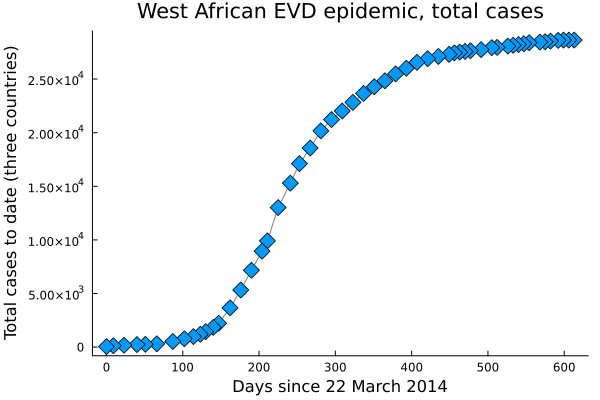 West African EVD epidemic, total cases
Total cases to date (three countries)
2.50×10⁴
2.00×10⁴
1.50×10⁴
1.00×10⁴
5.00×10³
0
0 100 200 300 400 500 600
Days since 22 March 2014